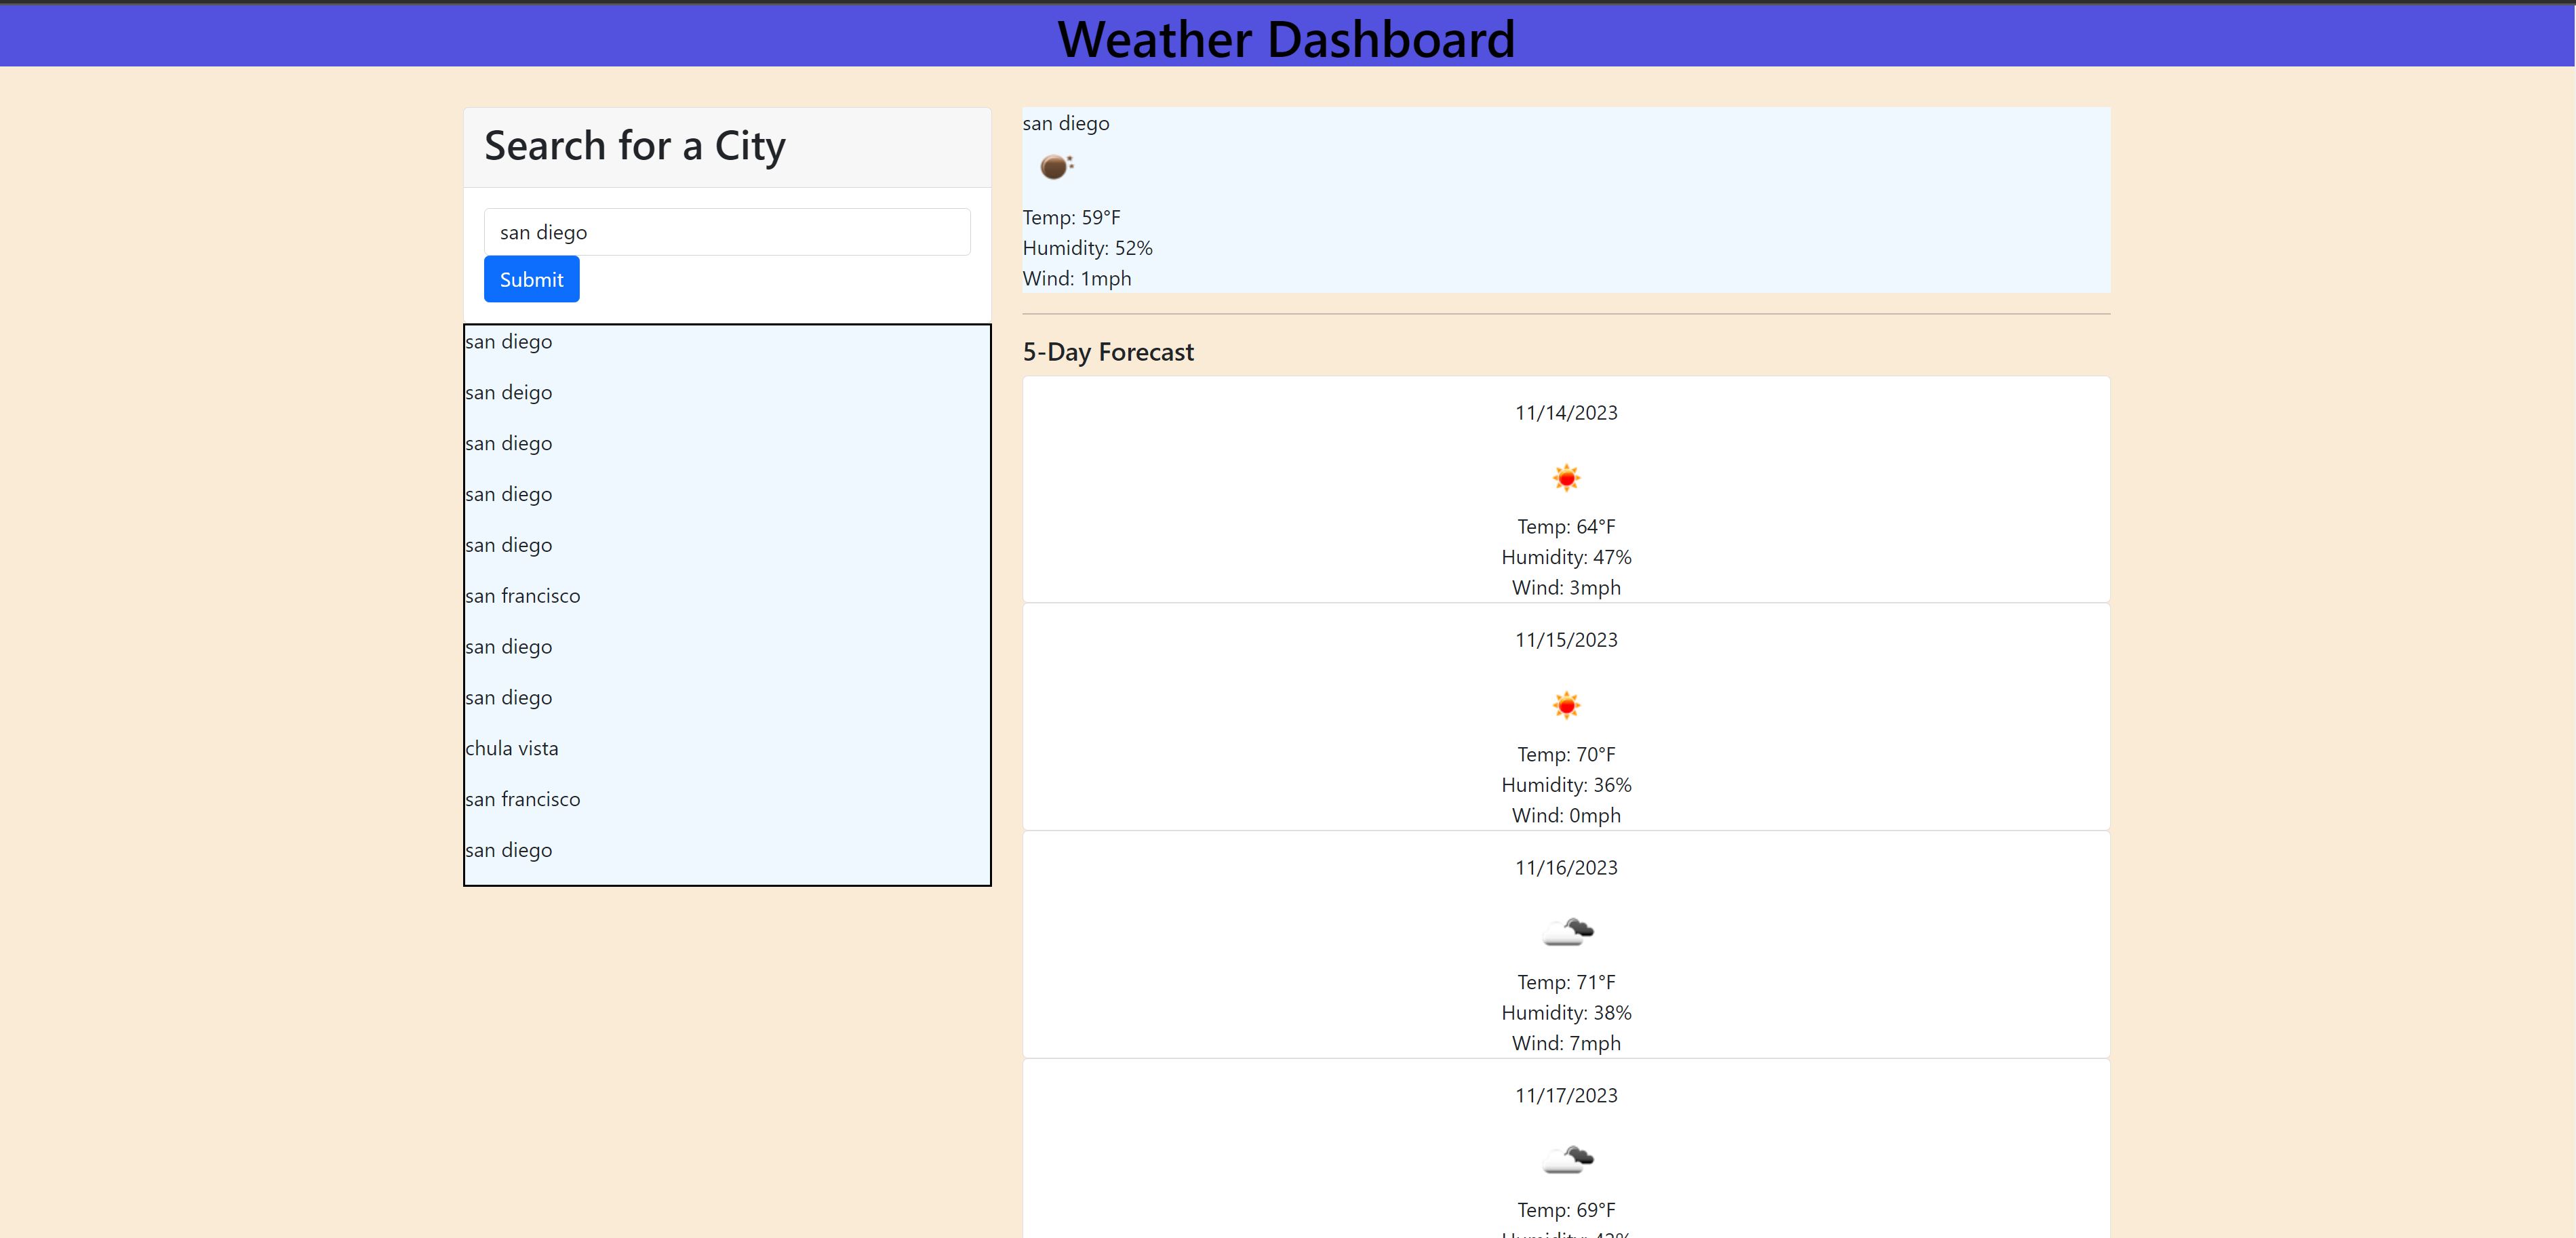 Weather Dashboard
Search for a City
san diego
Submit
san diego
san deigo
san diego
san diego
san diego
san francisco
san diego
san diego
chula vista
san francisco
san diego
san diego
Temp: 59°F
Humidity: 52%
Wind: 1mph
5-Day Forecast
11/14/2023
Temp: 64°F
Humidity: 47%
Wind: 3mph
11/15/2023
Temp: 70°F
Humidity: 36%
Wind: 0mph
11/16/2023
Temp: 71°F
Humidity: 38%
Wind: 7mph
11/17/2023
Temp: 69°F